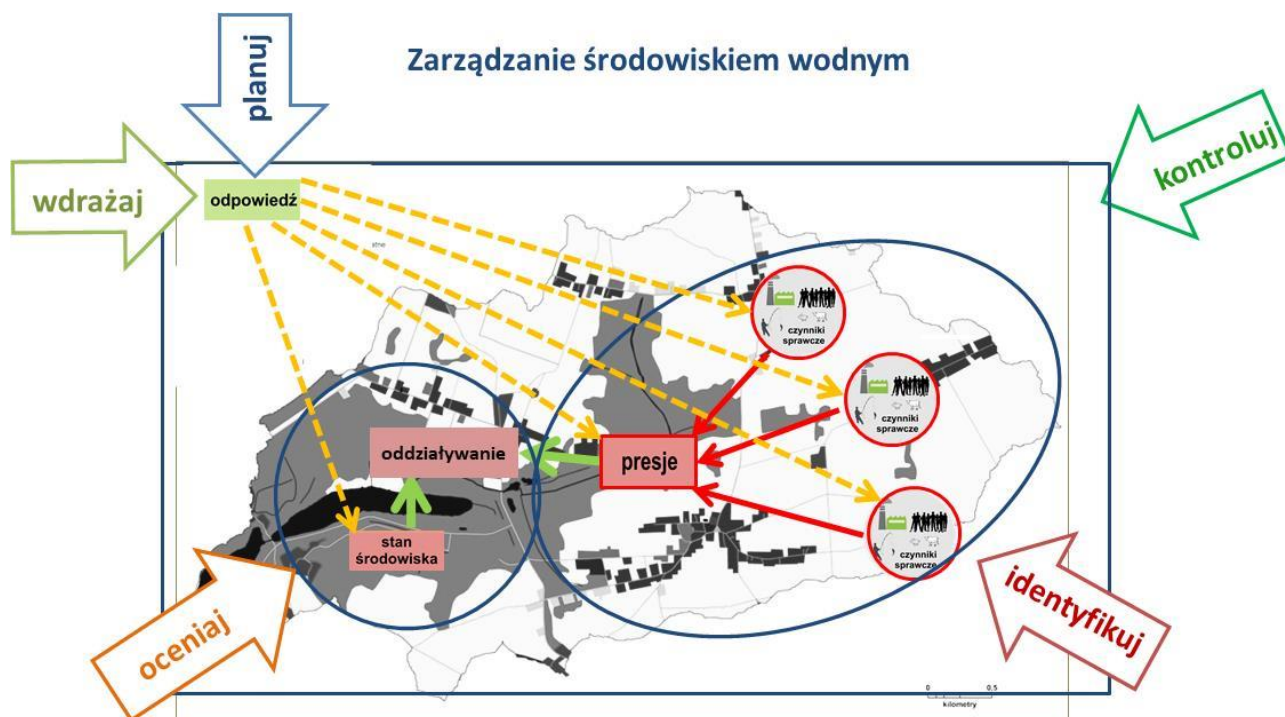 Zarządzanie środowiskiem wodnym
planuj
kontroluj
wdrażaj
odpowiedź
stne
czynniki
sprawcze
czynniki
sprawcze
oddziaływanie
presje
stan
środowiska
czynniki
sprawcze
oceniaj
identyfikuj
0 0,5
kilometry